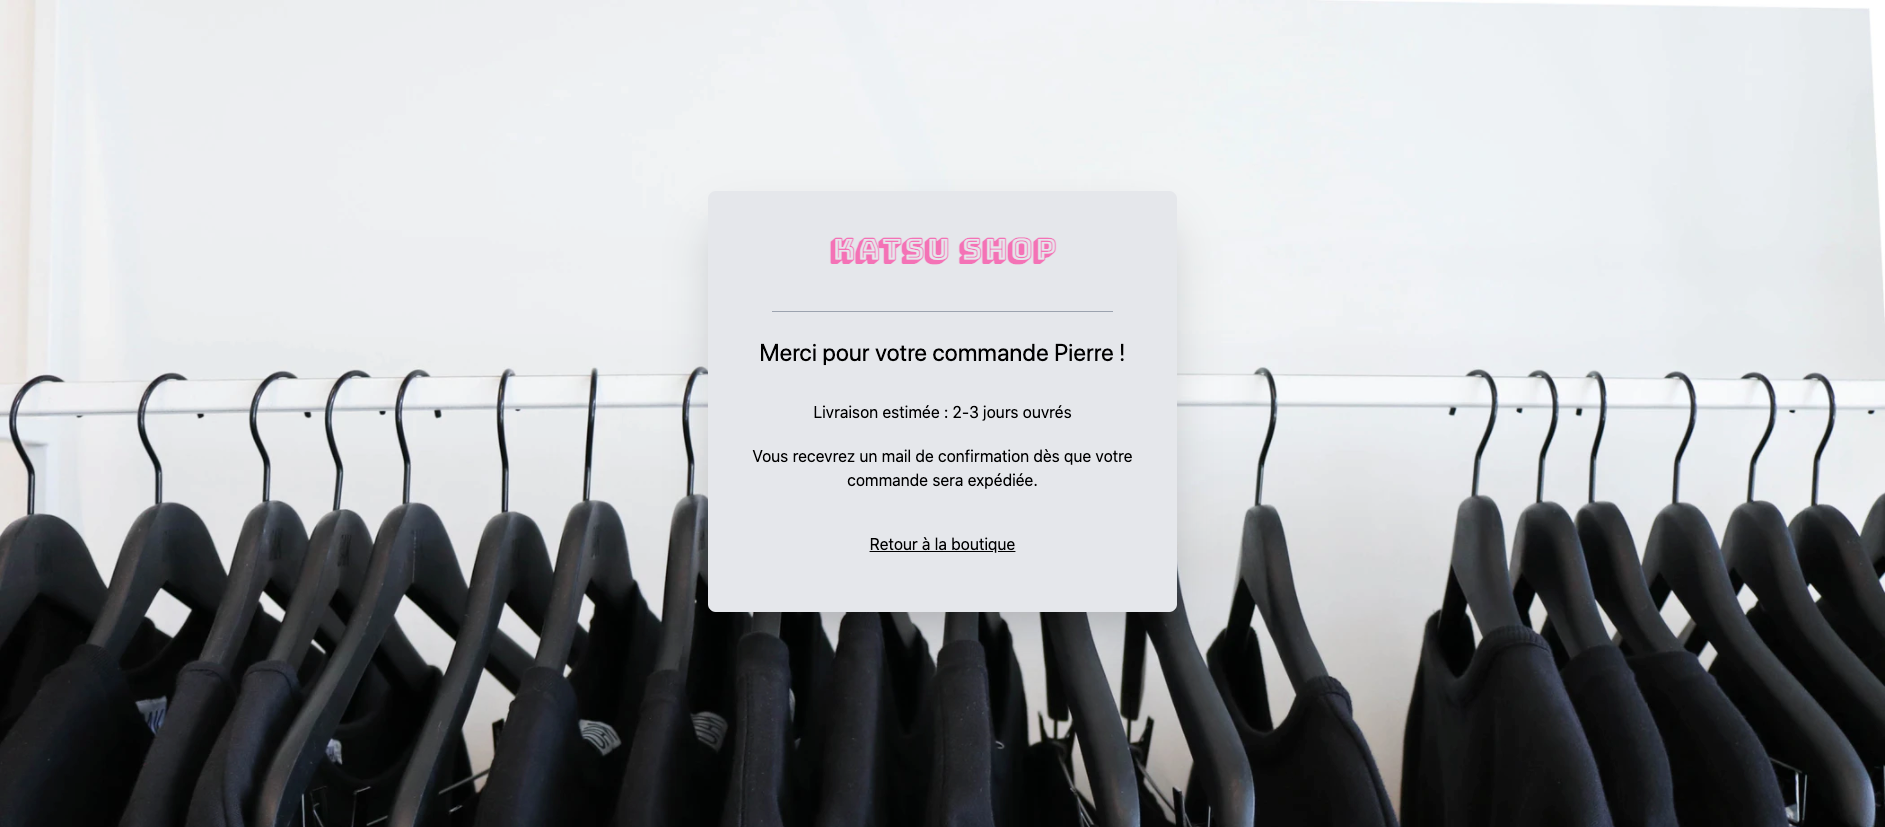 KATSU SHOP
Merci pour votre commande Pierre !
Livraison estimée : 2-3 jours ouvrés
Vous recevrez un mail de confirmation dès que votre
commande sera expédiée.
Retour à la boutique